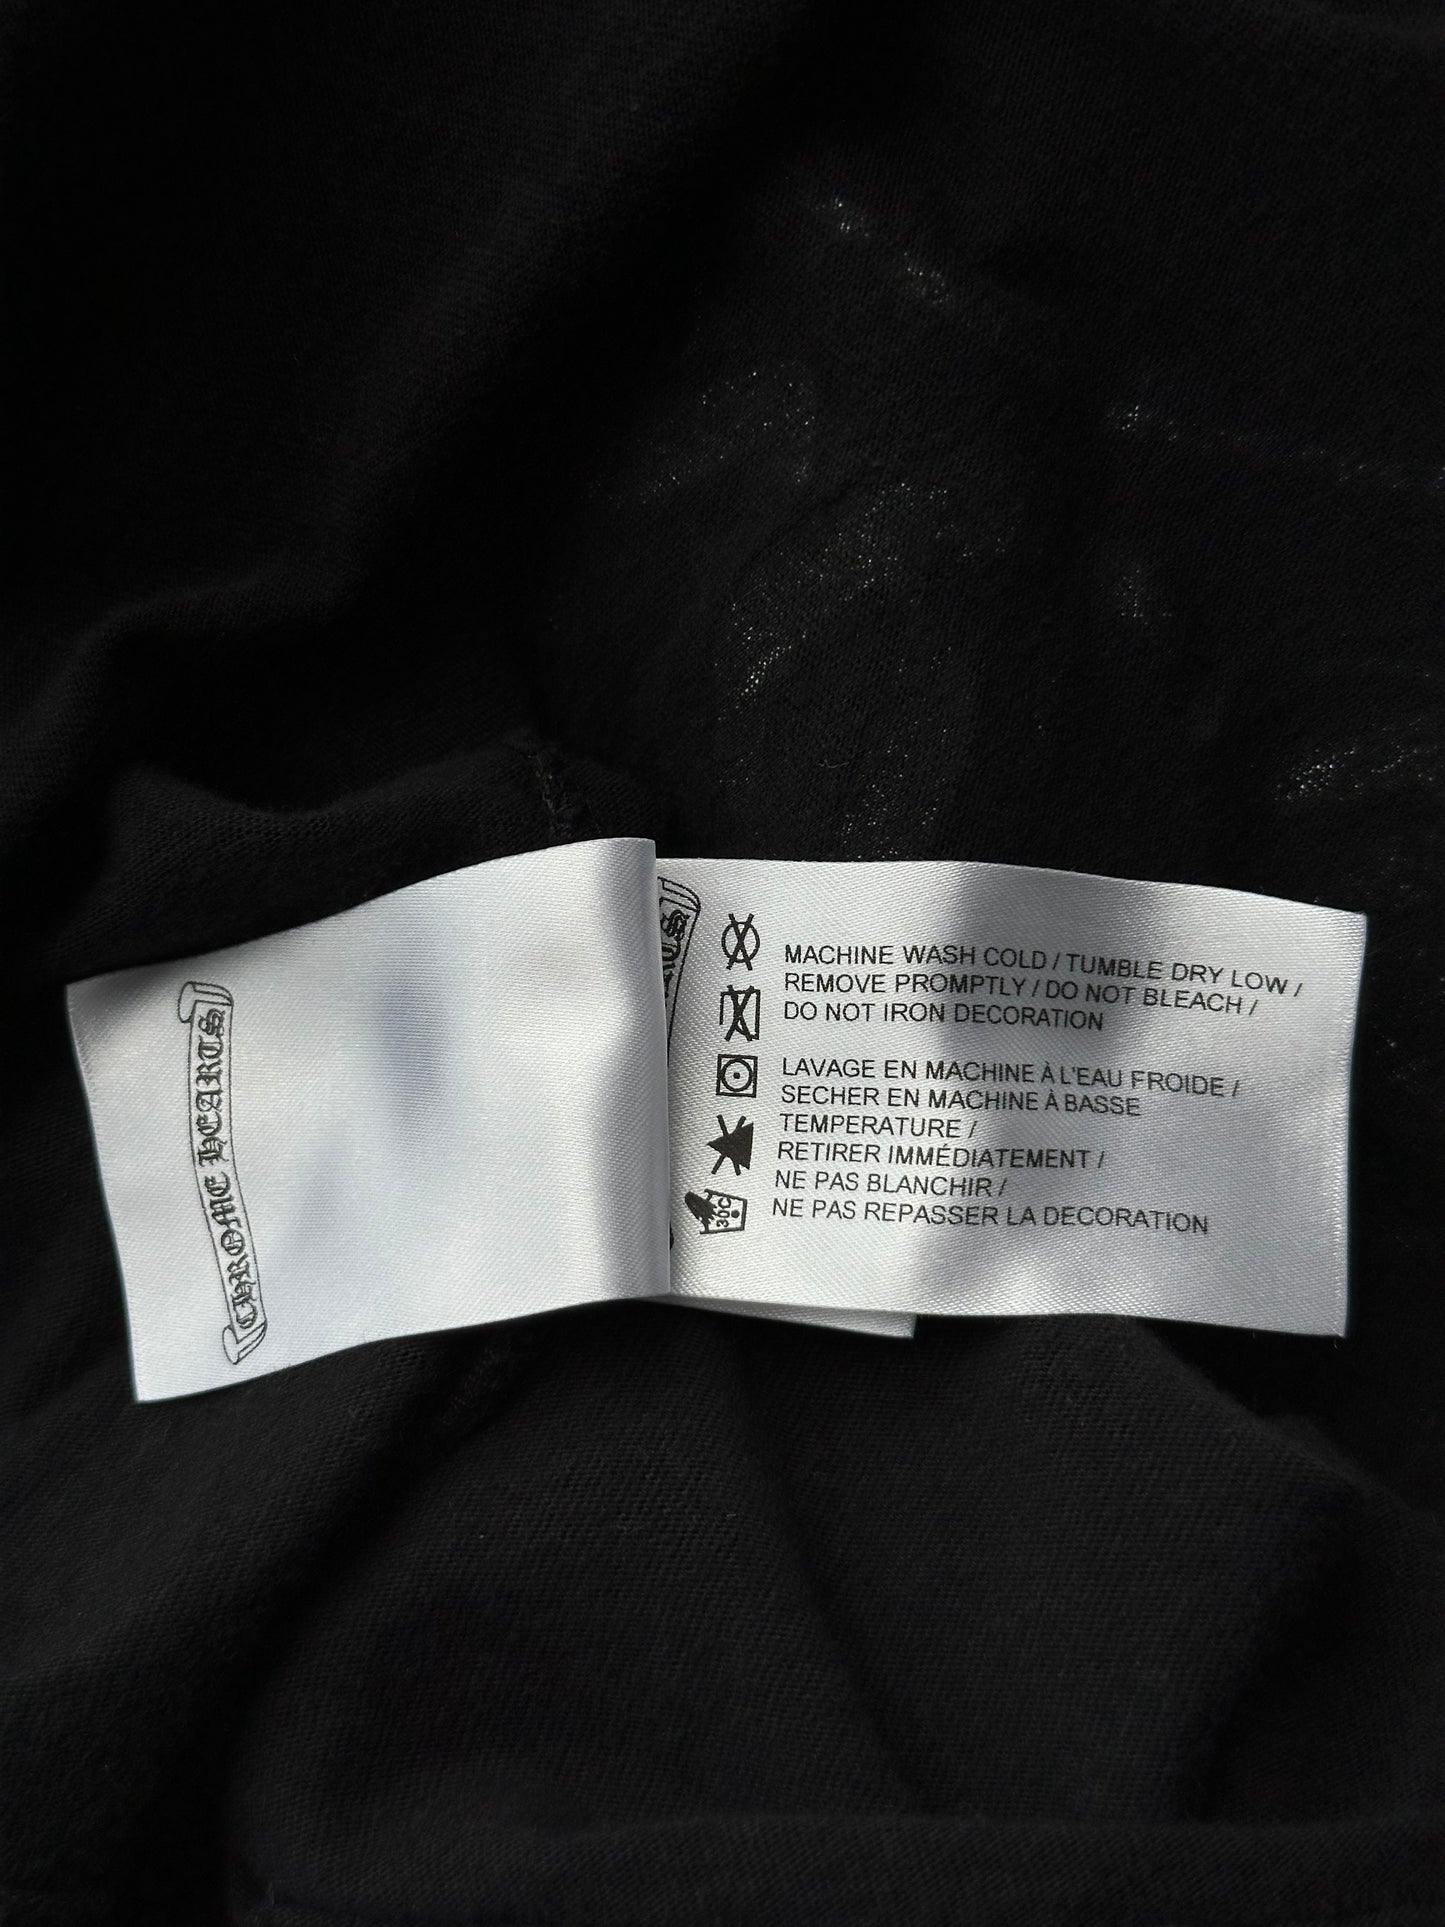 CHROME HEARTS
MACHINE WASH COLD / TUMBLE DRY LOW /
REMOVE PROMPTLY / DO NOT BLEACH /
DO NOT IRON DECORATION
LAVAGE EN MACHINE À L'EAU FROIDE /
SECHER EN MACHINE À BASSE
TEMPERATURE /
RETIRER IMMÉDIATEMENT /
NE PAS BLANCHIR /
NE PAS REPASSER LA DECORATION
30C